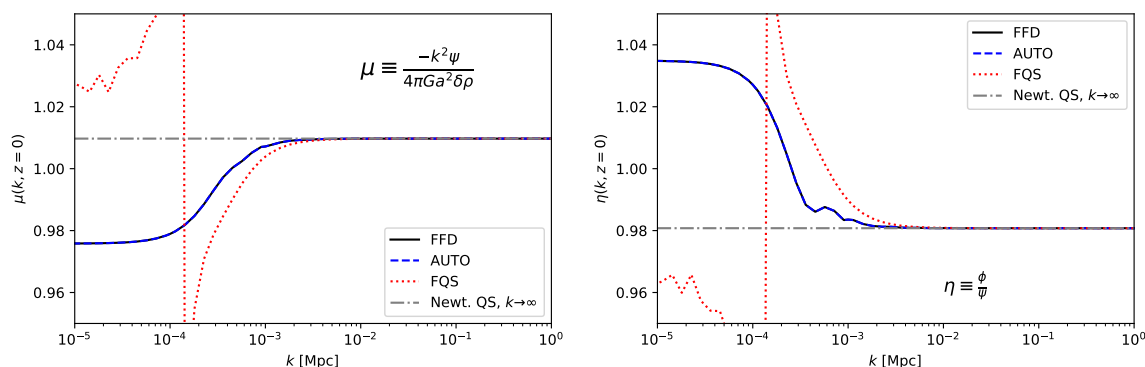 1.04
1.02
1.00
0.98
0.96
μ(k, z = 0)
μ ≡ −k²ψ / 4πGa²δρ
FFD
AUTO
FQS
Newt. QS, k→∞
10⁻⁵ 10⁻⁴ 10⁻³ 10⁻² 10⁻¹ 10⁰
k [Mpc]
1.04
1.02
1.00
0.98
0.96
η(k, z = 0)
FFD
AUTO
FQS
Newt. QS, k→∞
η ≡ ϕ / ψ
10⁻⁵ 10⁻⁴ 10⁻³ 10⁻² 10⁻¹ 10⁰
k [Mpc]